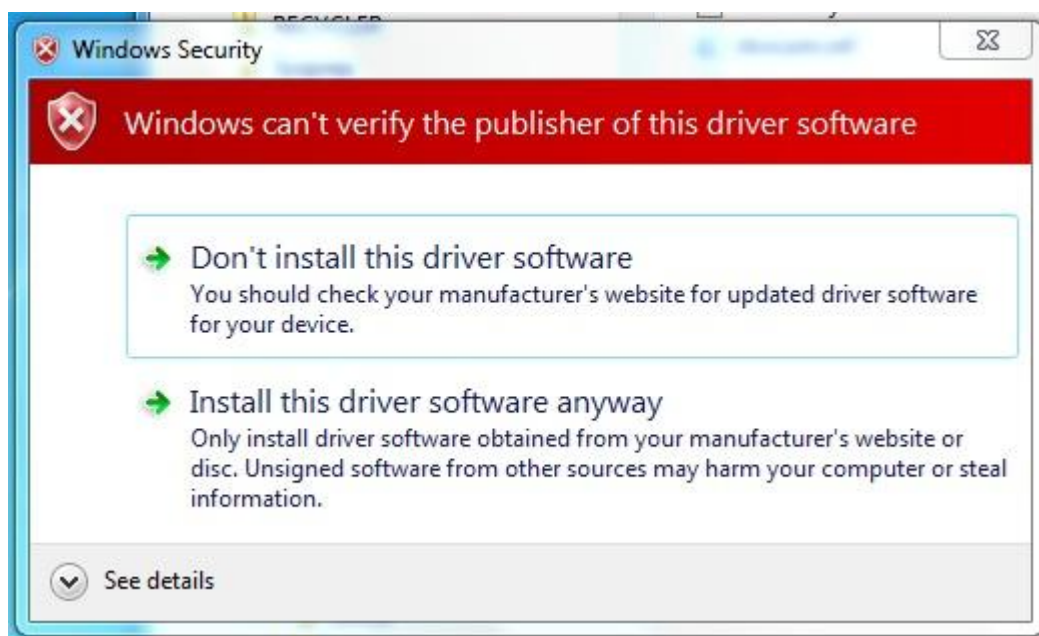 RECYCLER
Windows Security
Windows can't verify the publisher of this driver software
Don't install this driver software
You should check your manufacturer's website for updated driver software
for your device.
Install this driver software anyway
Only install driver software obtained from your manufacturer's website or
disc. Unsigned software from other sources may harm your computer or steal
information.
See details